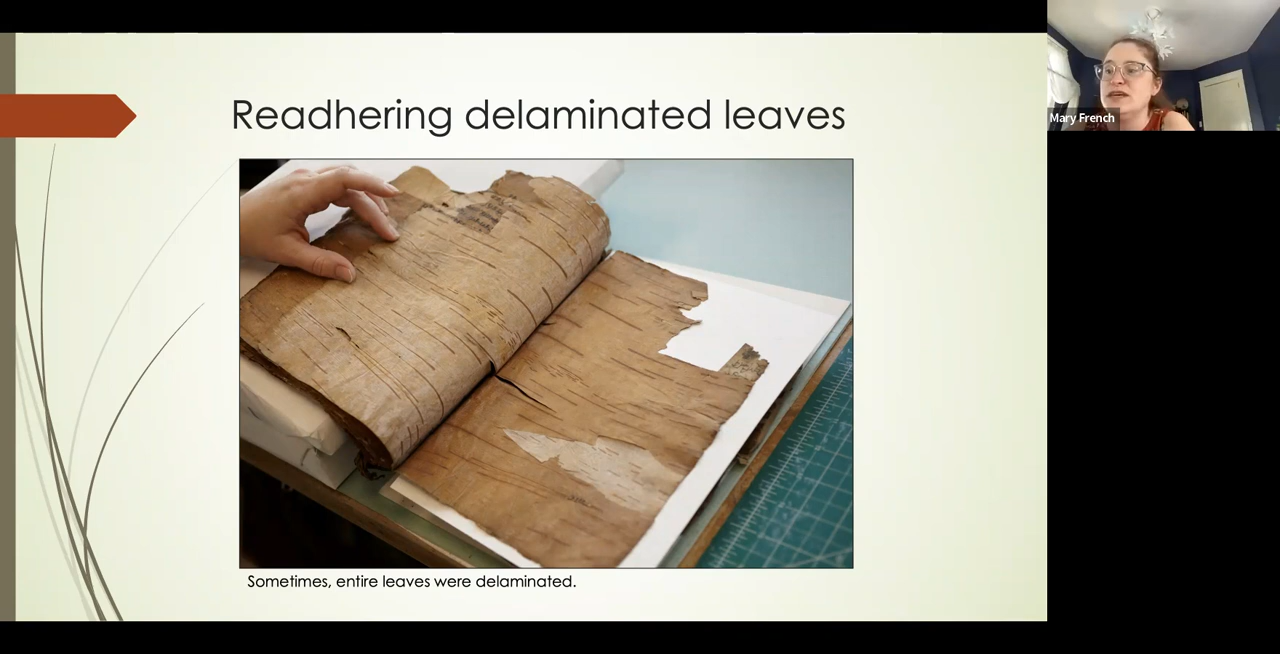 Readhering delaminated leaves
Mary French
Sometimes, entire leaves were delaminated.